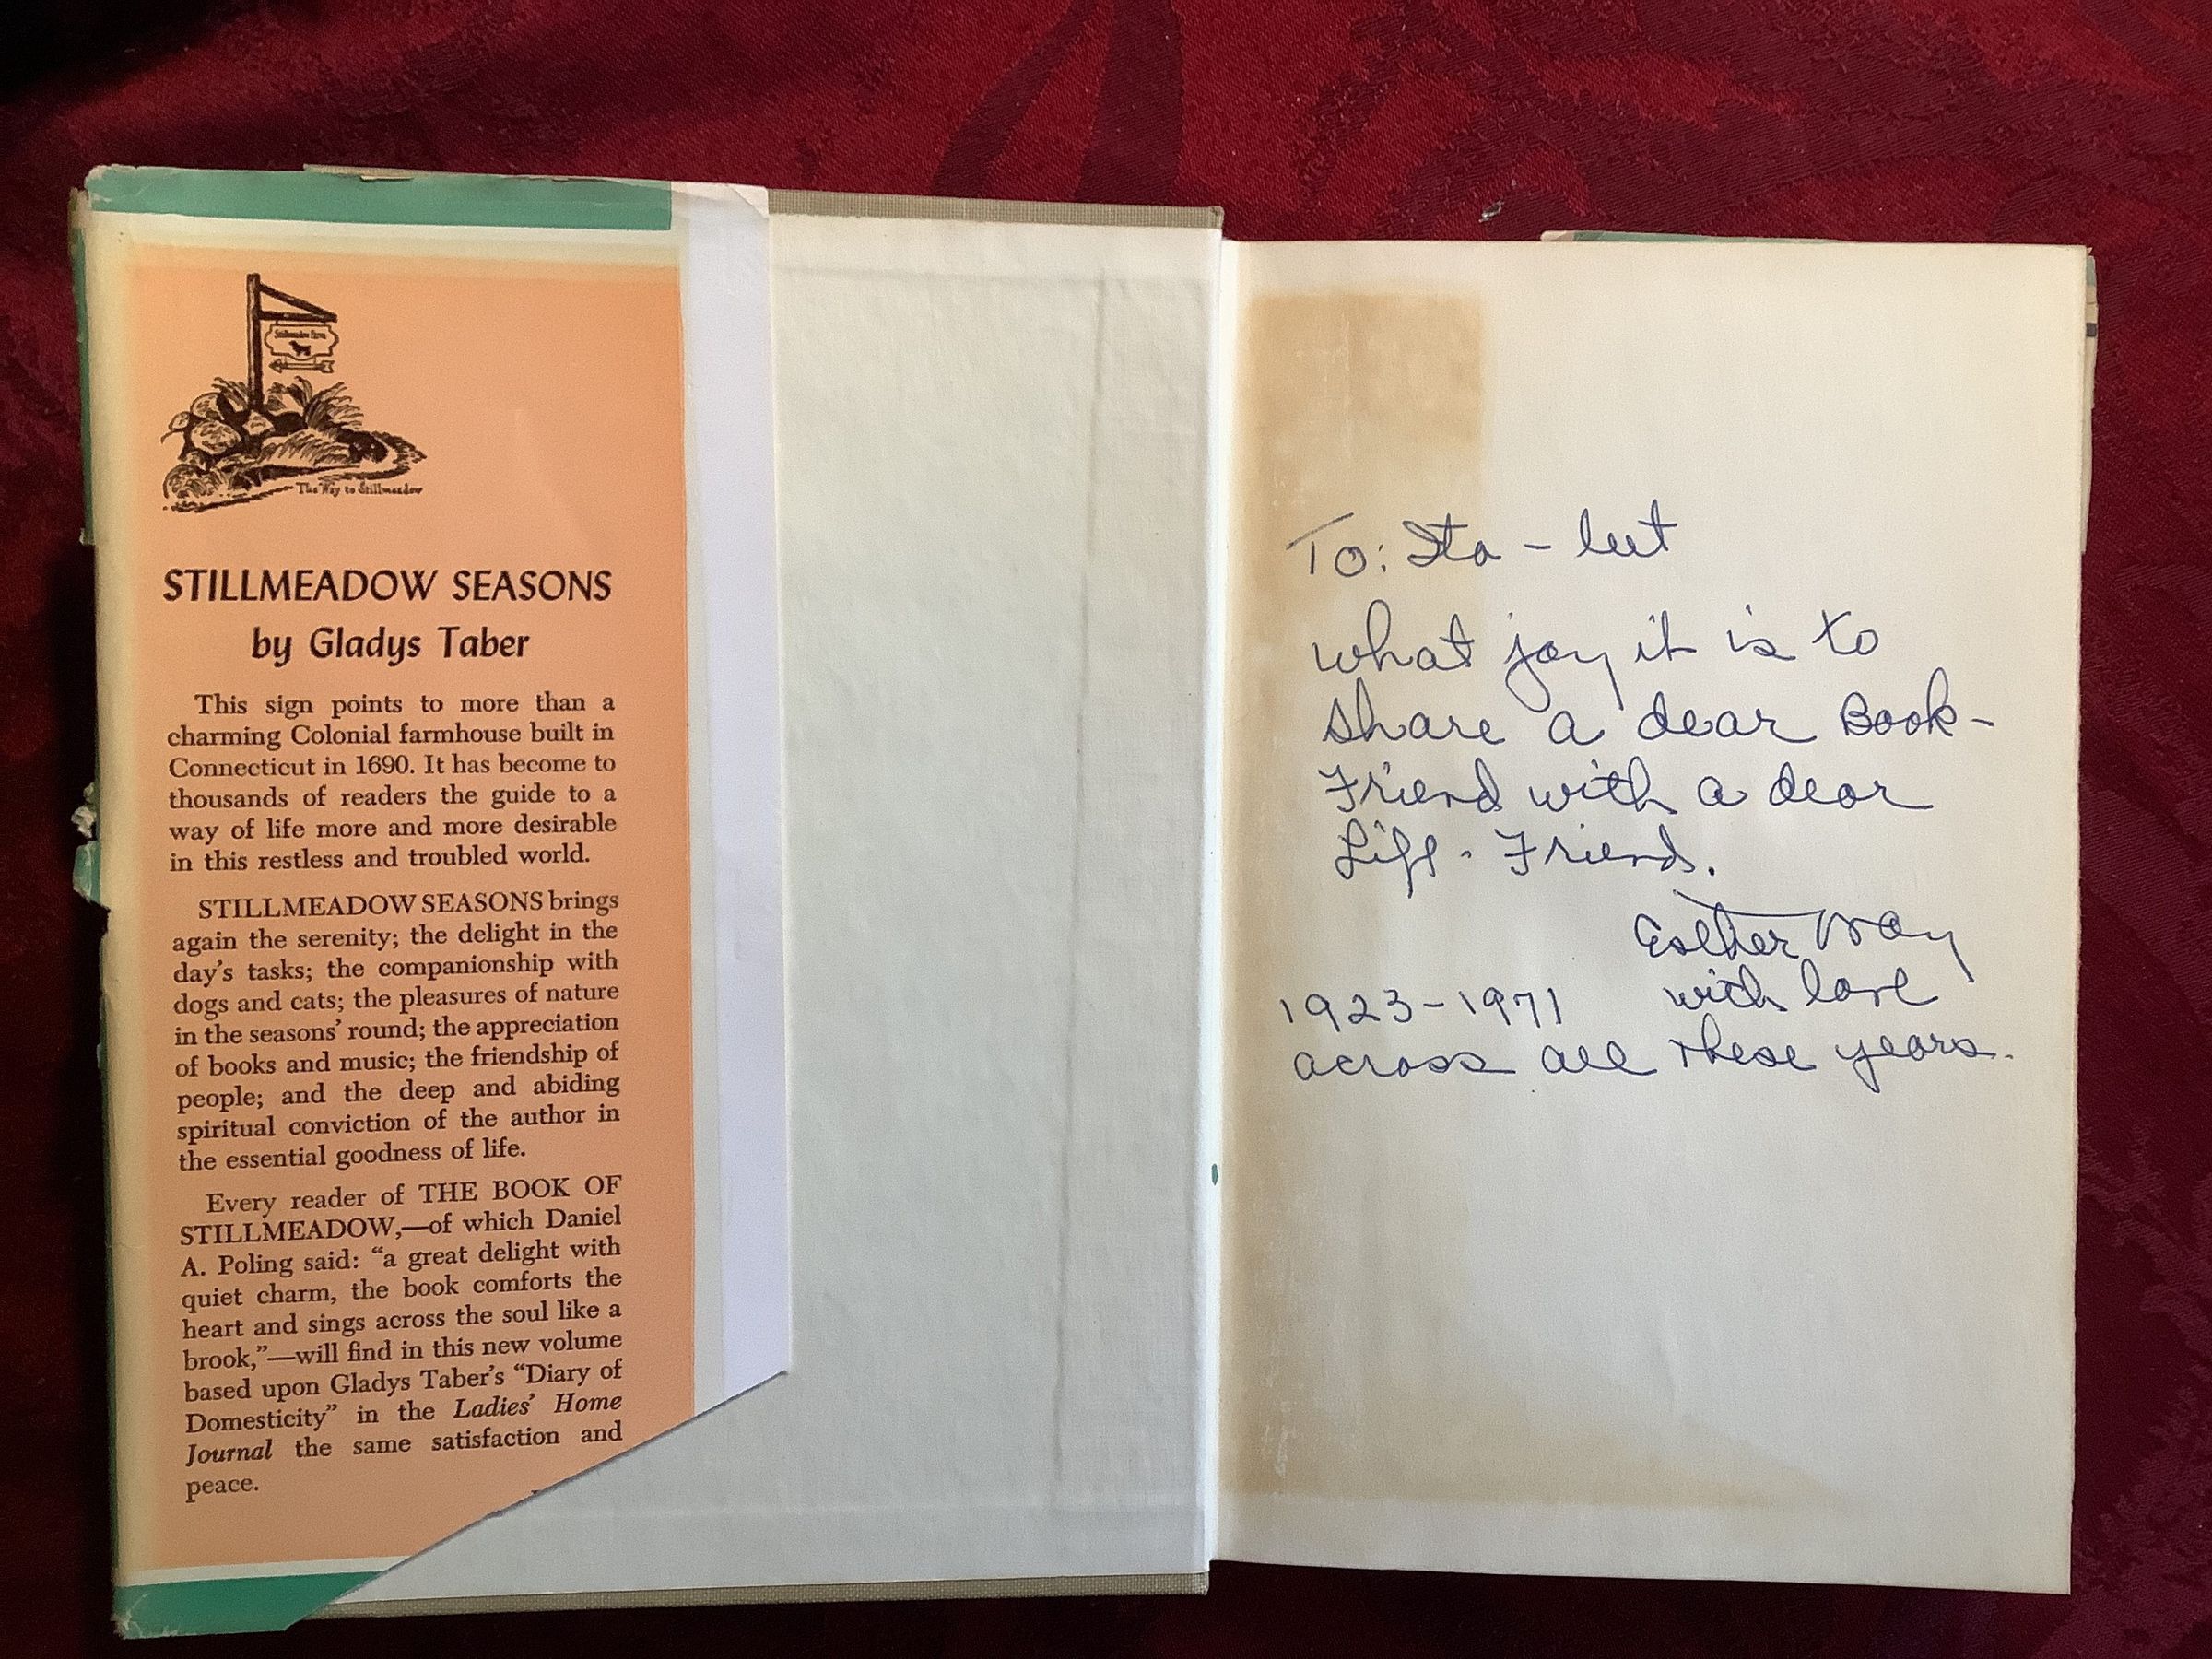 Stillmeadow Farm
The Way to Stillmeadow
STILLMEADOW SEASONS
by Gladys Taber
This sign points to more than a
charming Colonial farmhouse built in
Connecticut in 1690. It has become to
thousands of readers the guide to a
way of life more and more desirable
in this restless and troubled world.
STILLMEADOW SEASONS brings
again the serenity; the delight in the
day's tasks; the companionship with
dogs and cats; the pleasures of nature
in the seasons' round; the appreciation
of books and music; the friendship of
people; and the deep and abiding
spiritual conviction of the author in
the essential goodness of life.
Every reader of THE BOOK OF
STILLMEADOW,—of which Daniel
A. Poling said: "a great delight with
quiet charm, the book comforts the
heart and sings across the soul like a
brook,"—will find in this new volume
based upon Gladys Taber's "Diary of
Domesticity" in the Ladies' Home
Journal the same satisfaction and
peace.
To: Sta - leet
What joy it is to
share a dear Book-
Friend with a dear
Life - Friend.
Esther May
with love
1923-1971
across all these years.